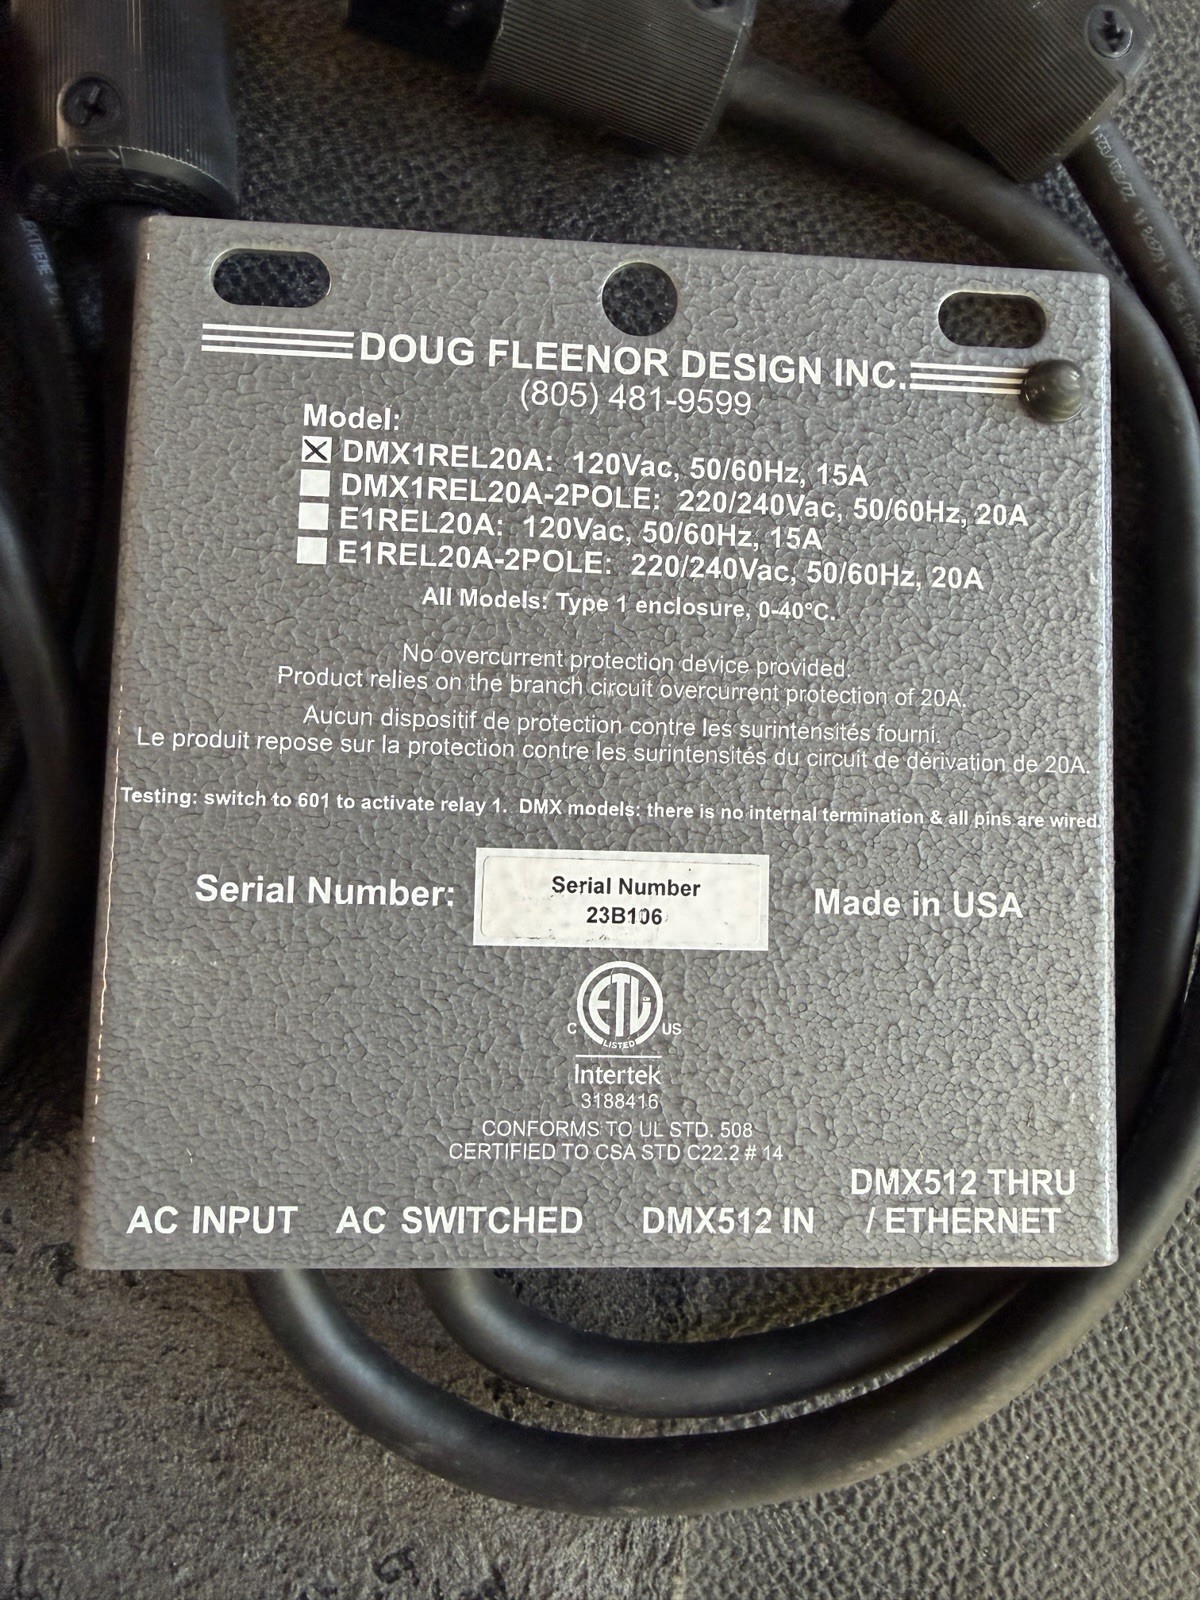 DOUG FLEENOR DESIGN INC.
(805) 481-9599
Model:
DMX1REL20A: 120Vac, 50/60Hz, 15A
DMX1REL20A-2POLE: 220/240Vac, 50/60Hz, 20A
E1REL20A: 120Vac, 50/60Hz, 15A
E1REL20A-2POLE: 220/240Vac, 50/60Hz, 20A
All Models: Type 1 enclosure, 0-40°C.
No overcurrent protection device provided.
Product relies on the branch circuit overcurrent protection of 20A.
Aucun dispositif de protection contre les surintensités fourni.
Le produit repose sur la protection contre les surintensités du circuit de dérivation de 20A.
Testing: switch to 601 to activate relay 1. DMX models: there is no internal termination & all pins are wired.
Serial Number:
Serial Number
23B106
Made in USA
ETL
C US
LISTED
Intertek
3188416
CONFORMS TO UL STD. 508
CERTIFIED TO CSA STD C22.2 # 14
AC INPUT
AC SWITCHED
DMX512 IN
DMX512 THRU
/ ETHERNET